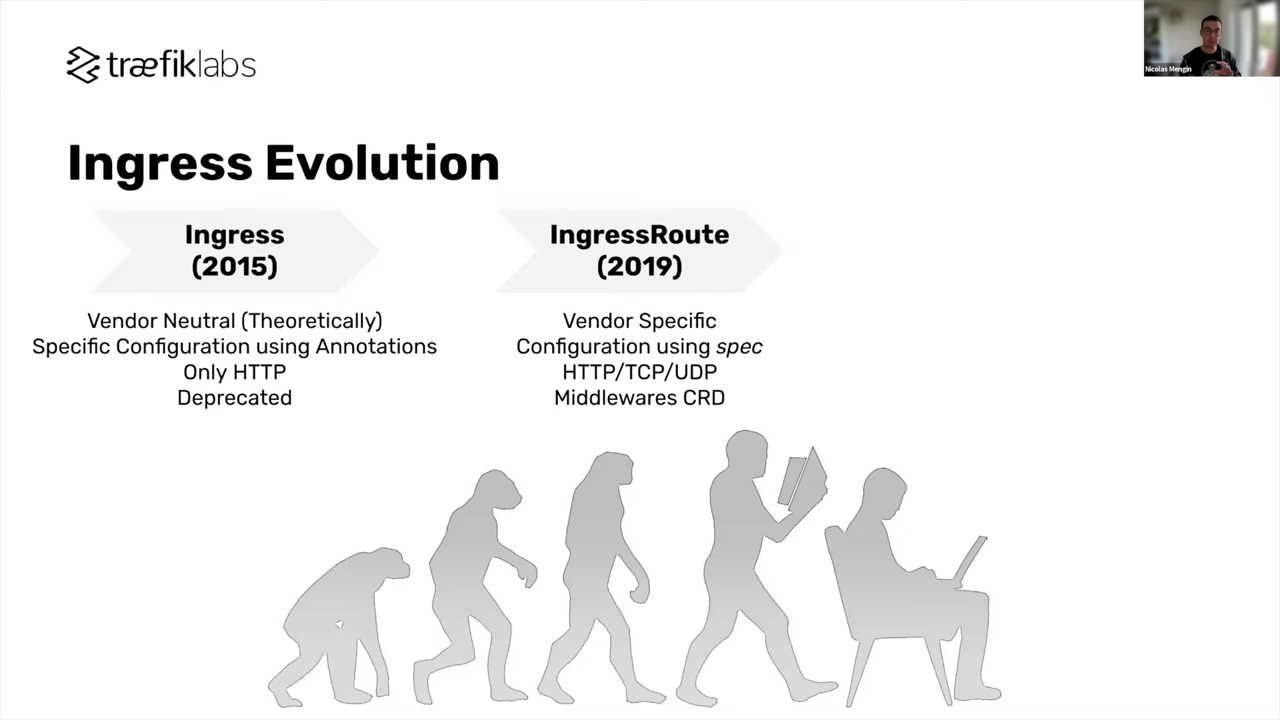 træfiklabs
Nicolas Mengin
Ingress Evolution
Ingress
(2015)
Vendor Neutral (Theoretically)
Specific Configuration using Annotations
Only HTTP
Deprecated
IngressRoute
(2019)
Vendor Specific
Configuration using spec
HTTP/TCP/UDP
Middlewares CRD